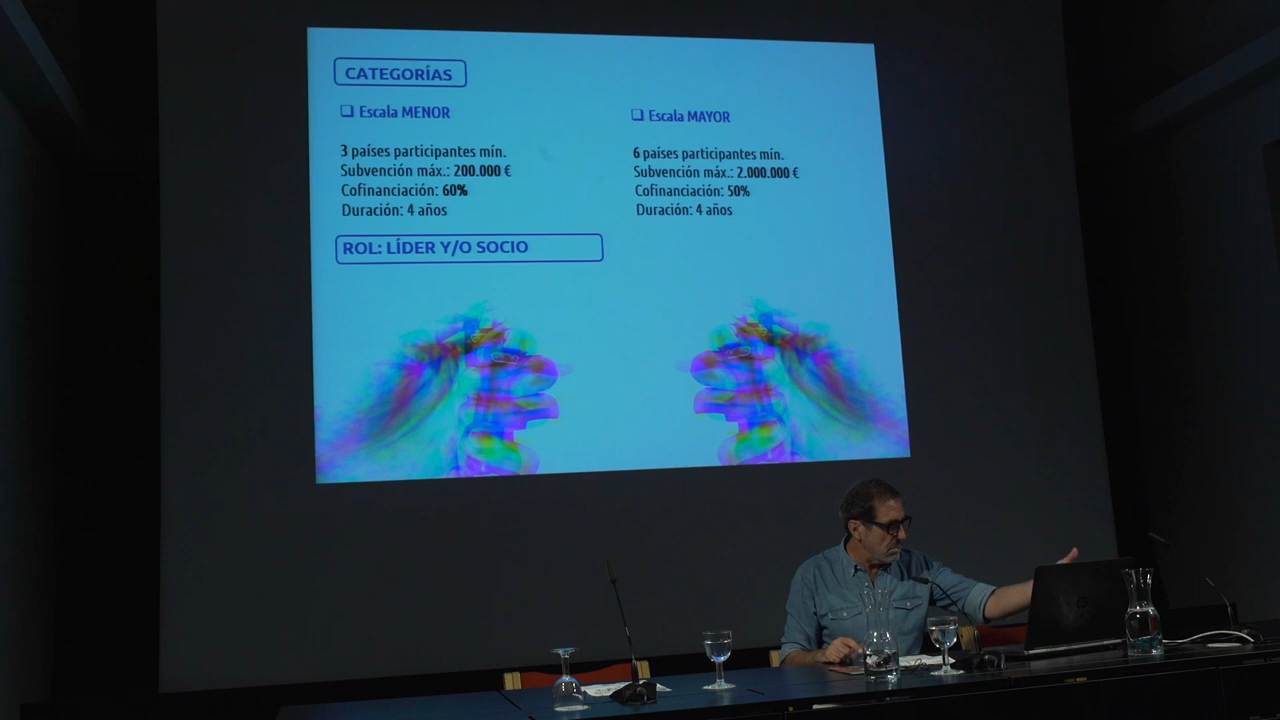 CATEGORÍAS
❑ Escala MENOR
3 países participantes mín.
Subvención máx.: 200.000 €
Cofinanciación: 60%
Duración: 4 años
❑ Escala MAYOR
6 países participantes mín.
Subvención máx.: 2.000.000 €
Cofinanciación: 50%
Duración: 4 años
ROL: LÍDER Y/O SOCIO